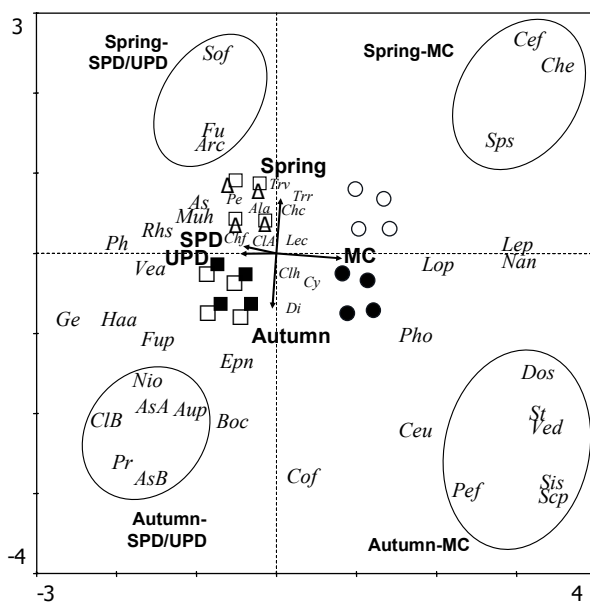 3
Spring-
SPD/UPD
Sof
Fu
Arc
Spring-MC
Cef
Che
Sps
Spring
Trv
Pe
As
Trr
Ala
Chc
Muh
Rhs
Chf
ClA
Lec
Ph
SPD
UPD
MC
Lep
Nan
Lop
Vea
Clh
Cy
Ge
Haa
Di
Fup
Autumn
Pho
Epn
Nio
AsA
Aup
ClB
Boc
Pr
AsB
Cof
Autumn-
SPD/UPD
Dos
St
Ved
Ceu
Pef
Sis
Scp
Autumn-MC
-4
-3
4